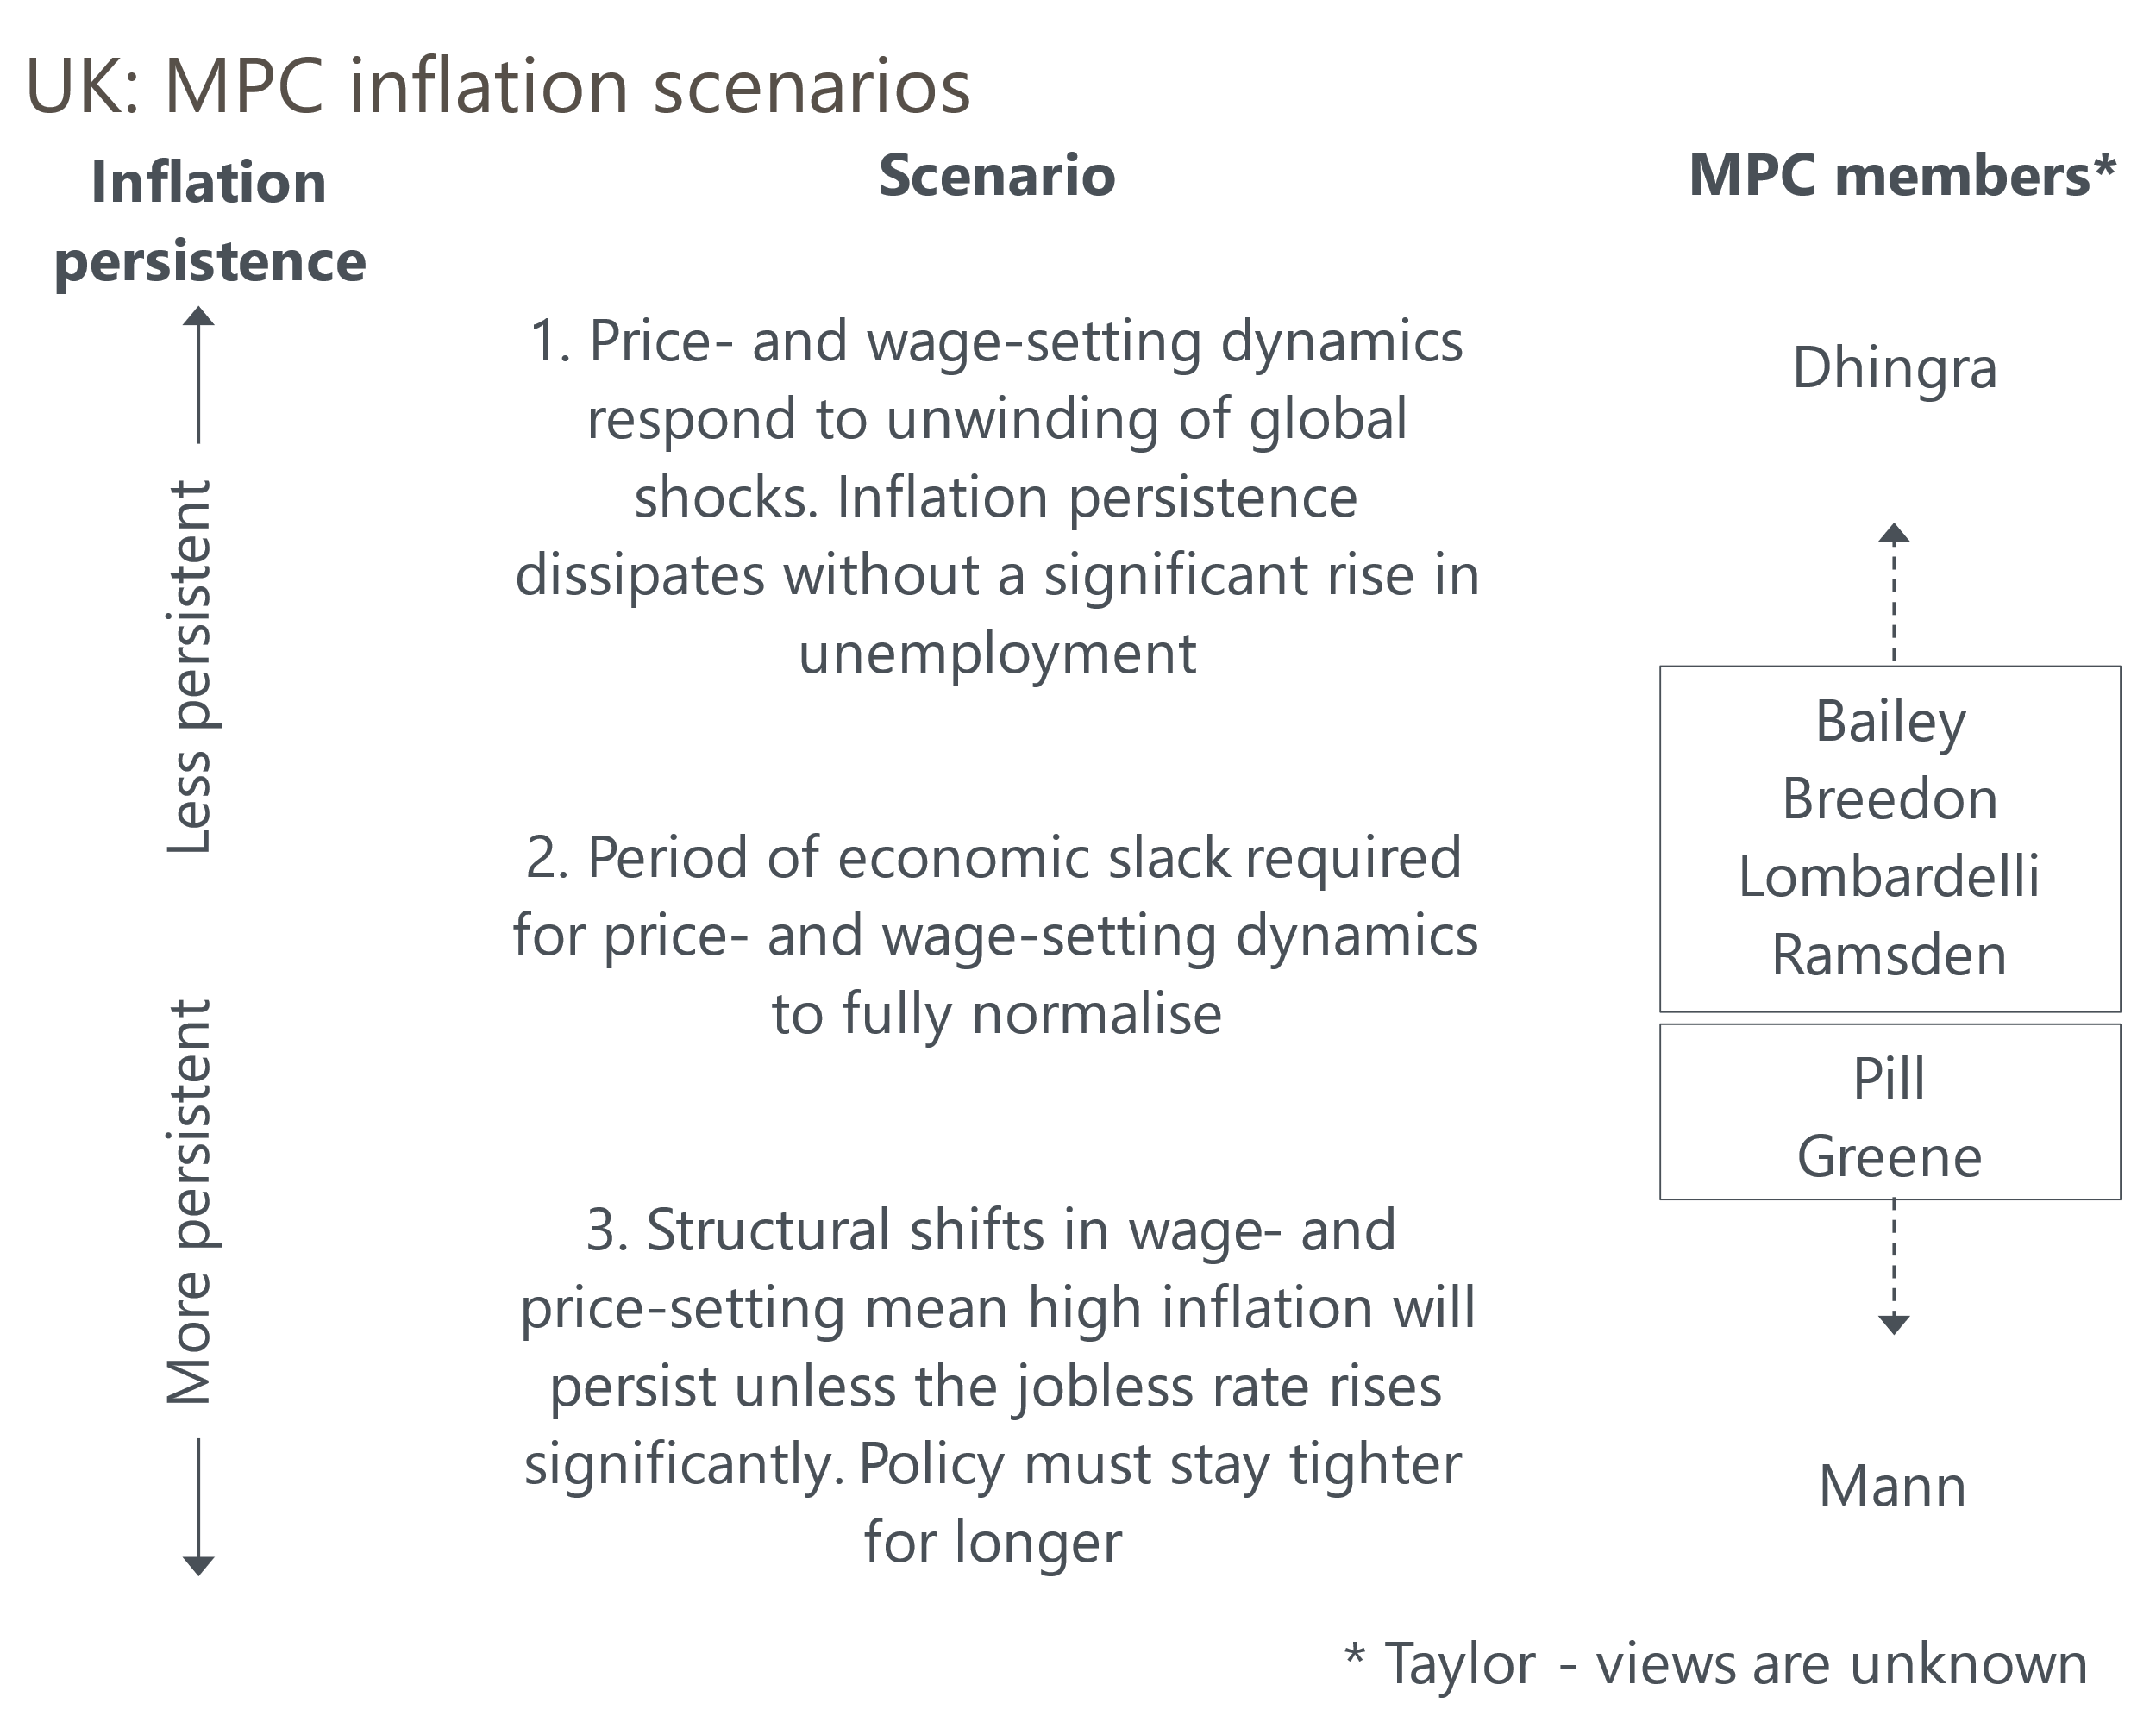 UK: MPC inflation scenarios
Inflation
persistence
Scenario
MPC members*
Less persistent
More persistent
1. Price- and wage-setting dynamics
respond to unwinding of global
shocks. Inflation persistence
dissipates without a significant rise in
unemployment
2. Period of economic slack required
for price- and wage-setting dynamics
to fully normalise
3. Structural shifts in wage- and
price-setting mean high inflation will
persist unless the jobless rate rises
significantly. Policy must stay tighter
for longer
Dhingra
Bailey
Breedon
Lombardelli
Ramsden
Pill
Greene
Mann
* Taylor - views are unknown